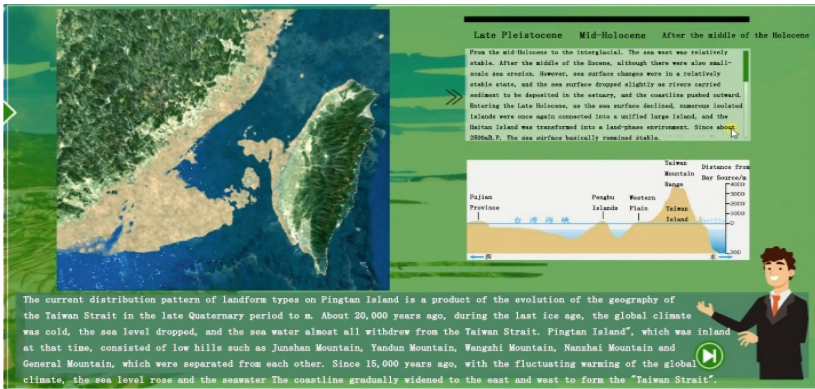 Late Pleistocene Mid-Holocene After the middle of the Holocene
From the mid-Holocene to the interglacial. The sea west was relatively
stable. After the middle of the Eocene, although there were also small-
scale sea erosion. However, sea surface changes were in a relatively
stable state, and the sea surface dropped slightly as rivers carried
sediment to be deposited in the estuary, and the coastline pushed outward.
Entering the Late Holocene, as the sea surface declined, numerous isolated
islands were once again connected into a unified large island, and the
Haitan Island was transformed into a land-phase environment. Since about
The sea surface basically remained stable.
Taiwan
Mountain
Range
Distance from
Bay Source/m
4000
3000
2000
1000
0
200
Fujian
Province
Penghu
Islands
Western
Plain
Taiwan
Island
台 湾 海 峡
西
东
The current distribution pattern of landform types on Pingtan Island is a product of the evolution of the geography of
the Taiwan Strait in the late Quaternary period to m. About 20,000 years ago, during the last ice age, the global climate
was cold, the sea level dropped, and the sea water almost all withdrew from the Taiwan Strait. Pingtan Island", which was inland
at that time, consisted of low hills such as Junshan Mountain, Yandun Mountain, Wangzhi Mountain, Nanzhai Mountain and
General Mountain, which were separated from each other. Since 15,000 years ago, with the fluctuating warming of the global
climate, the sea level rose and the seawater The coastline gradually widened to the east and west to form the "Taiwan Strait".